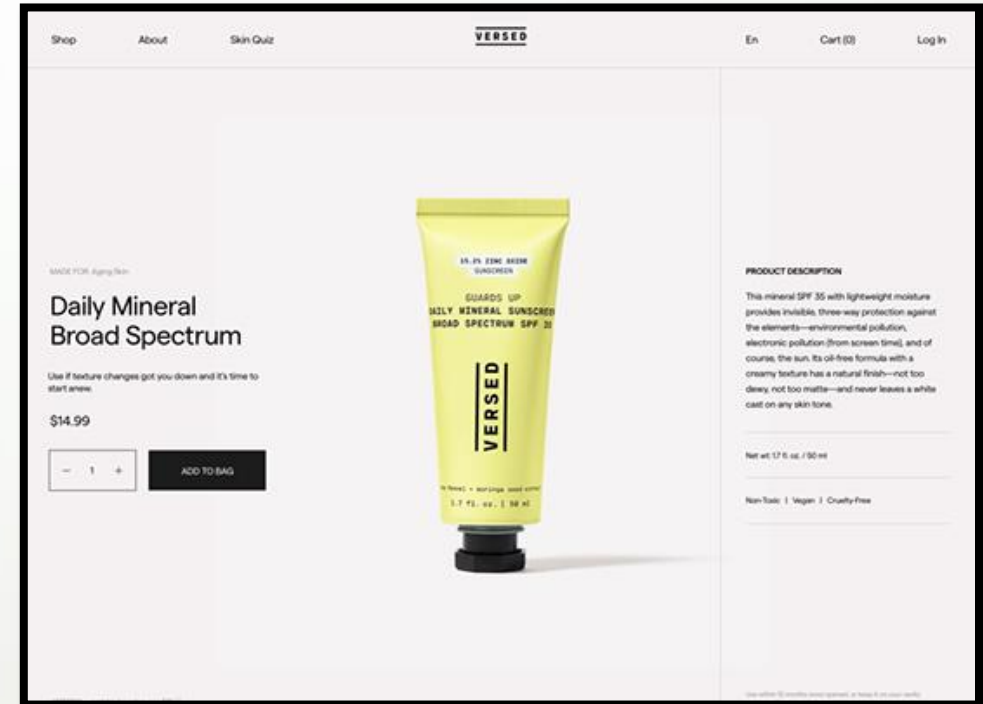 Shop
About
Skin Quiz
VERSED
En
Cart (0)
Log In
MADE FOR: Aging Skin
Daily Mineral
Broad Spectrum
Use if texture changes got you down and it's time to
start anew.
$14.99
− 1 +
ADD TO BAG
15.2% ZINC OXIDE
SUNSCREEN
GUARDS UP
DAILY MINERAL SUNSCREEN
BROAD SPECTRUM SPF 35
VERSED
1.7 fl. oz. | 50 ml
PRODUCT DESCRIPTION
This mineral SPF 35 with lightweight moisture
provides invisible, three-way protection against
the elements—environmental pollution,
electronic pollution (from screen time), and of
course, the sun. Its oil-free formula with a
creamy texture has a natural finish—not too
dewy, not too matte—and never leaves a white
cast on any skin tone.
Net wt: 1.7 fl. oz. / 50 ml
Non-Toxic | Vegan | Cruelty-Free